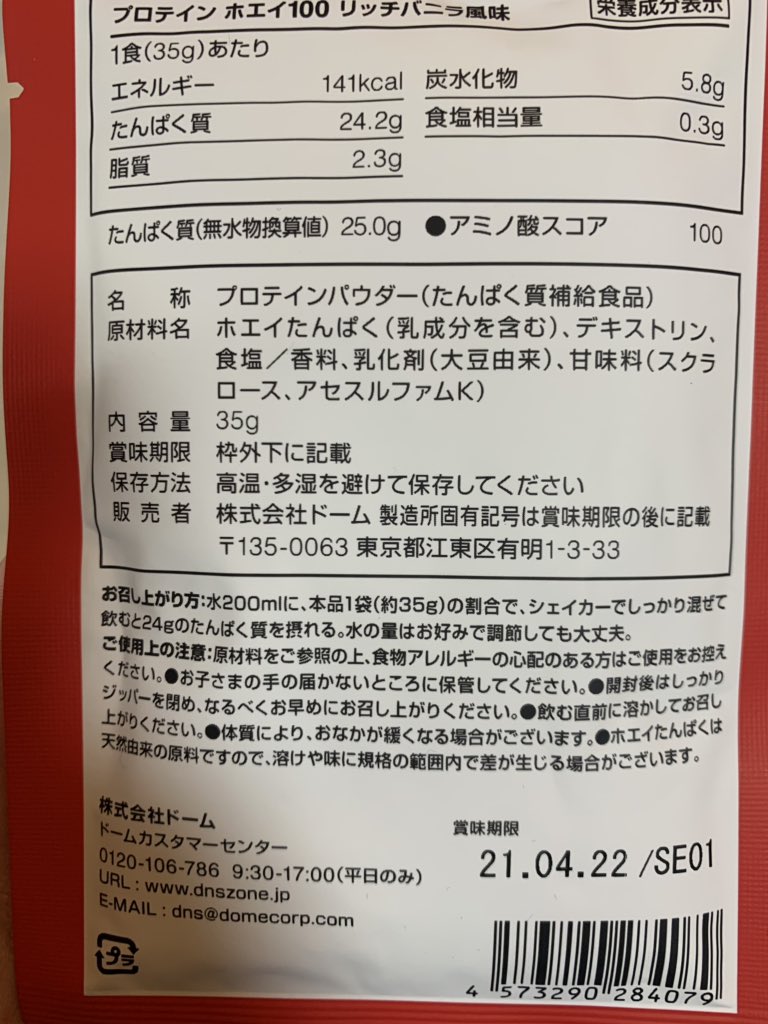 プロテイン ホエイ100 リッチバニラ風味
栄養成分表示
1食(35g)あたり
エネルギー 141kcal 炭水化物 5.8g
たんぱく質 24.2g 食塩相当量 0.3g
脂質 2.3g
たんぱく質(無水物換算値) 25.0g ●アミノ酸スコア 100
名 称 プロテインパウダー(たんぱく質補給食品)
原材料名 ホエイたんぱく(乳成分を含む)、デキストリン、
食塩/香料、乳化剤(大豆由来)、甘味料(スクラ
ロース、アセスルファムK)
内容量 35g
賞味期限 枠外下に記載
保存方法 高温・多湿を避けて保存してください
販売者 株式会社ドーム 製造所固有記号は賞味期限の後に記載
〒135-0063 東京都江東区有明1-3-33
お召し上がり方:水200mlに、本品1袋(約35g)の割合で、シェイカーでしっかり混ぜて
飲むと24gのたんぱく質を摂れる。水の量はお好みで調節しても大丈夫。
ご使用上の注意:原材料をご参照の上、食物アレルギーの心配のある方はご使用をお控え
ください。●お子さまの手の届かないところに保管してください。●開封後はしっかり
ジッパーを閉め、なるべくお早めにお召し上がりください。●飲む直前に溶かしてお召し
上がりください。●体質により、おなかが緩くなる場合がございます。●ホエイたんぱくは
天然由来の原料ですので、溶けや味に規格の範囲内で差が生じる場合がございます。
株式会社ドーム
ドームカスタマーセンター
0120-106-786 9:30-17:00(平日のみ)
URL : www.dnszone.jp
E-MAIL : dns@domecorp.com
プラ
賞味期限
21.04.22 /SE01
4 573290 284079